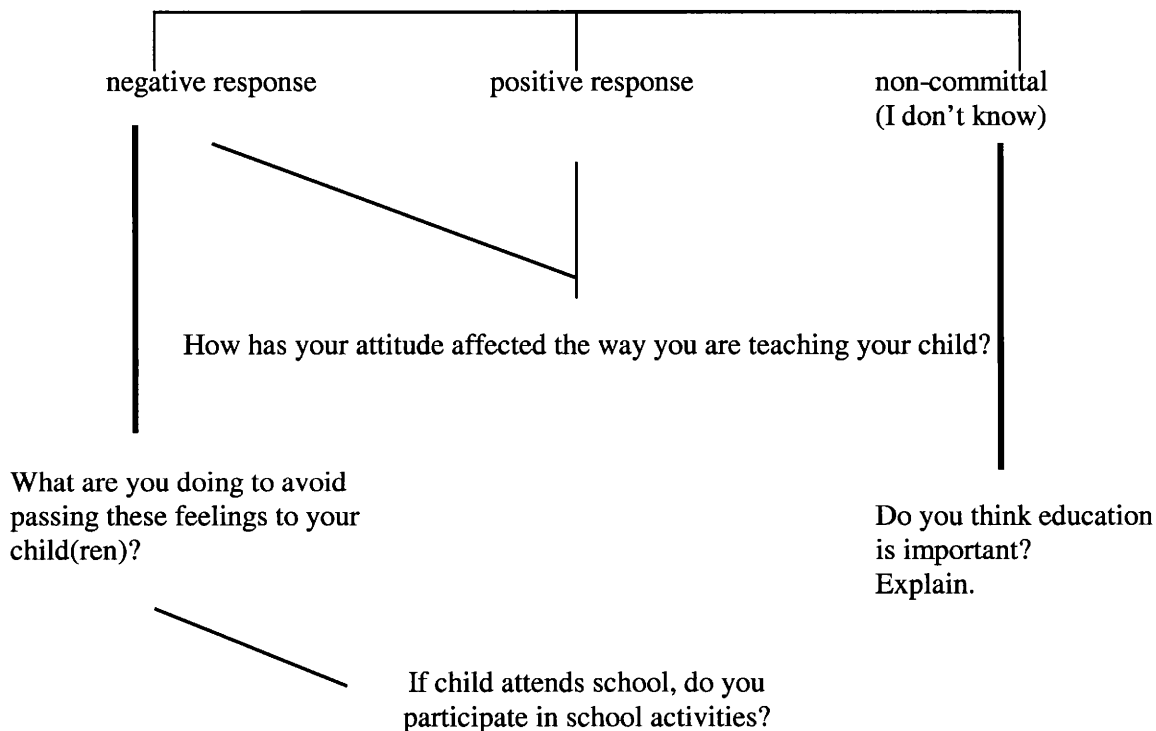 negative response
positive response
non-committal
(I don't know)
How has your attitude affected the way you are teaching your child?
What are you doing to avoid
passing these feelings to your
child(ren)?
Do you think education
is important?
Explain.
If child attends school, do you
participate in school activities?